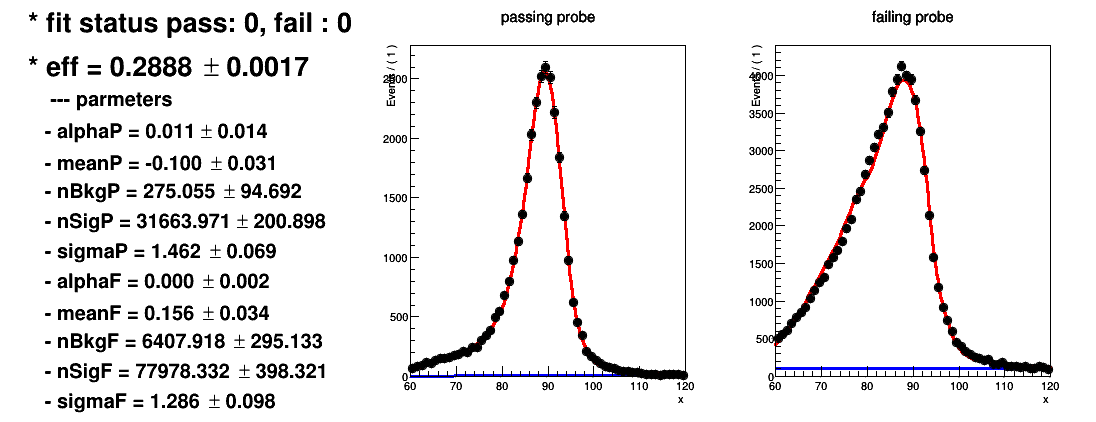 * fit status pass: 0, fail : 0
* eff = 0.2888 ± 0.0017
--- parmeters
- alphaP = 0.011 ± 0.014
- meanP = -0.100 ± 0.031
- nBkgP = 275.055 ± 94.692
- nSigP = 31663.971 ± 200.898
- sigmaP = 1.462 ± 0.069
- alphaF = 0.000 ± 0.002
- meanF = 0.156 ± 0.034
- nBkgF = 6407.918 ± 295.133
- nSigF = 77978.332 ± 398.321
- sigmaF = 1.286 ± 0.098
passing probe
Events / ( 1 )
2500
2000
1500
1000
500
0
60 70 80 90 100 110 120
x
failing probe
Events / ( 1 )
4000
3500
3000
2500
2000
1500
1000
500
0
60 70 80 90 100 110 120
x